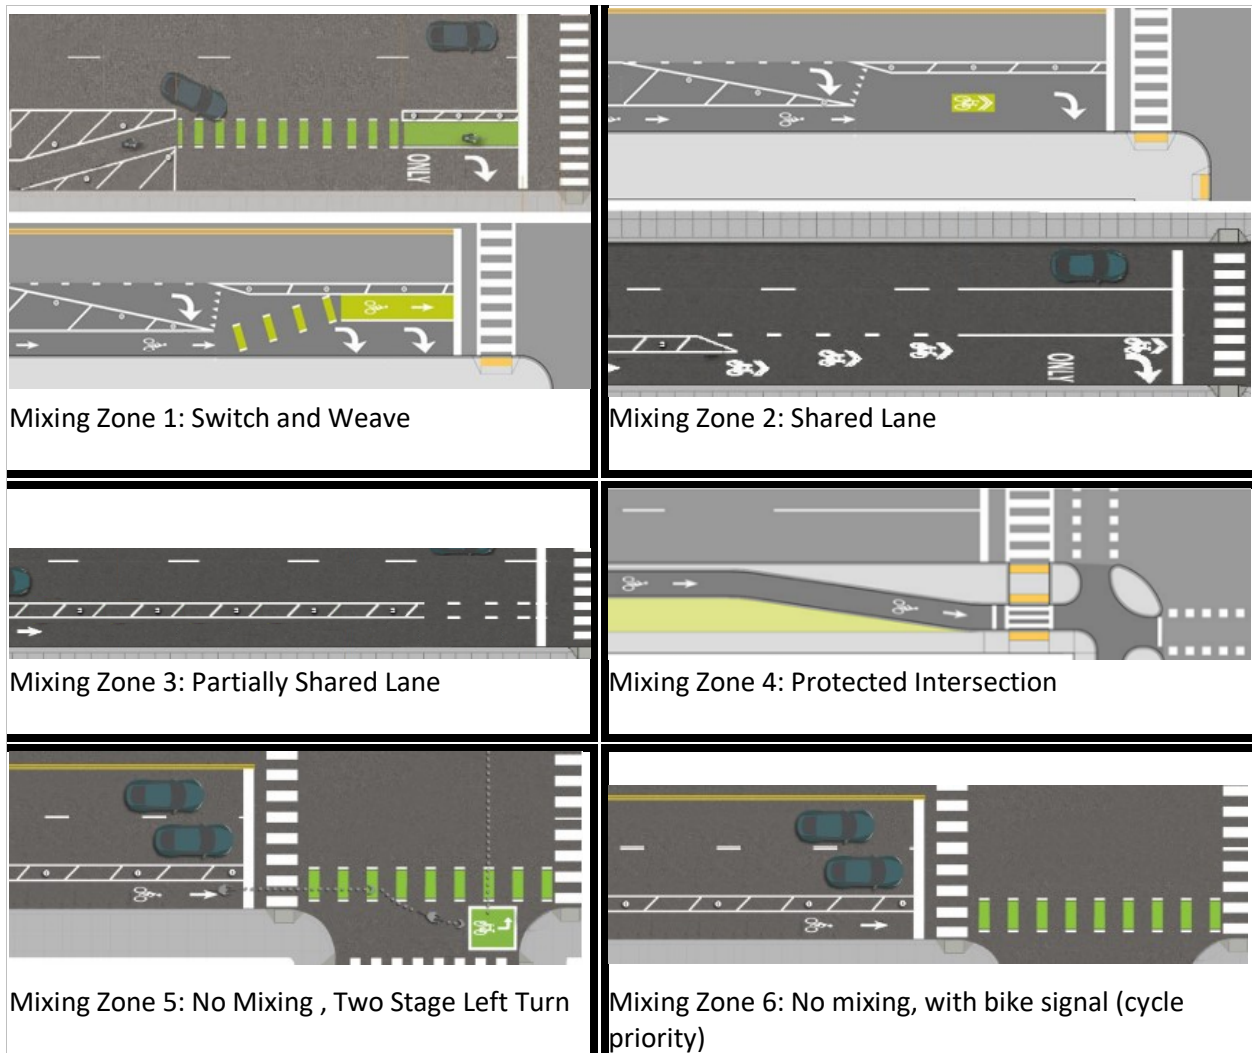 ONLY
Mixing Zone 1: Switch and Weave
ONLY
Mixing Zone 2: Shared Lane
Mixing Zone 3: Partially Shared Lane
Mixing Zone 4: Protected Intersection
Mixing Zone 5: No Mixing , Two Stage Left Turn
Mixing Zone 6: No mixing, with bike signal (cycle
priority)